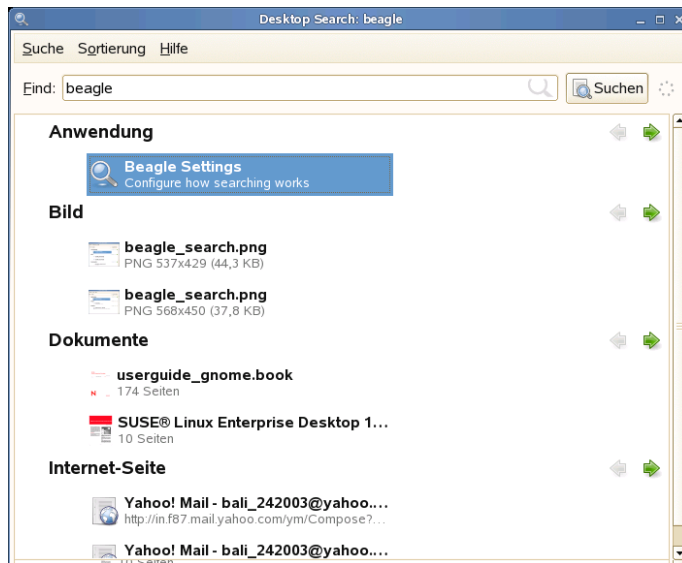 Desktop Search: beagle
Suche Sortierung Hilfe
Find: beagle Suchen
Anwendung
Beagle Settings
Configure how searching works
Bild
beagle_search.png
PNG 537x429 (44,3 KB)
beagle_search.png
PNG 568x450 (37,8 KB)
Dokumente
userguide_gnome.book
174 Seiten
SUSE® Linux Enterprise Desktop 1...
10 Seiten
Internet-Seite
Yahoo! Mail - bali_242003@yahoo....
http://in.f87.mail.yahoo.com/ym/Compose?...
Yahoo! Mail - bali_242003@yahoo....
10 Seiten